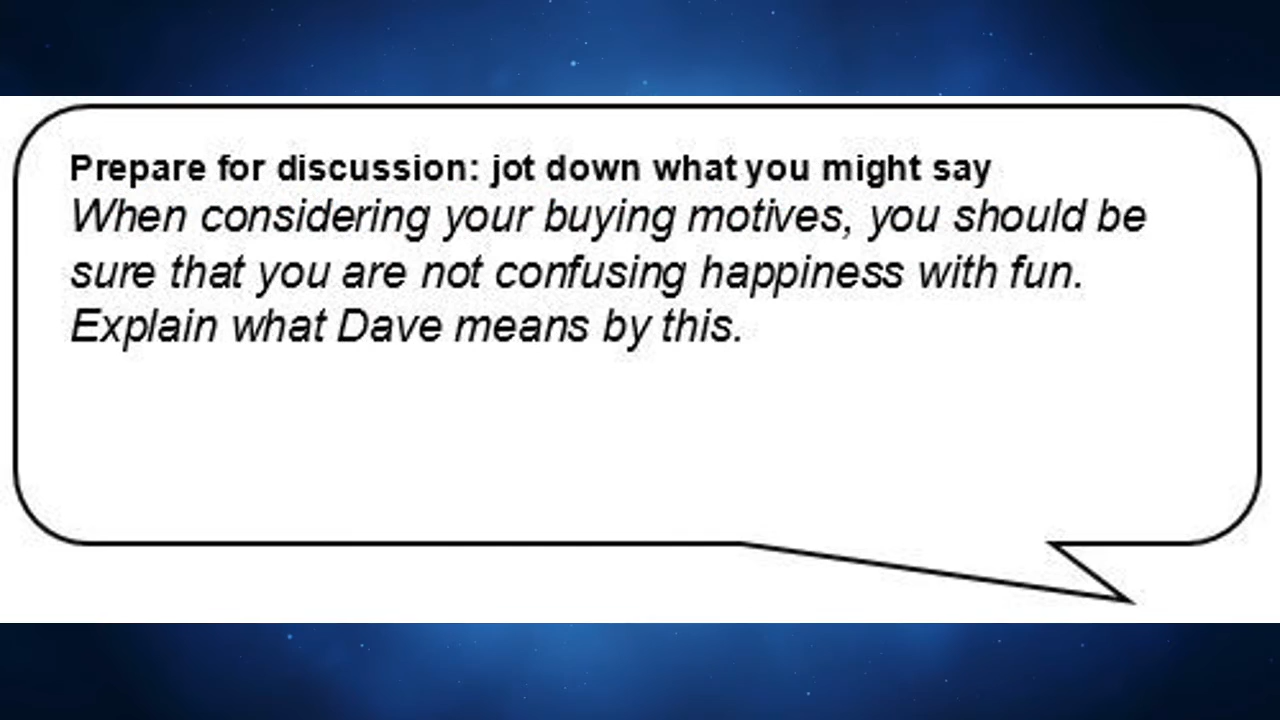 Prepare for discussion: jot down what you might say
When considering your buying motives, you should be
sure that you are not confusing happiness with fun.
Explain what Dave means by this.